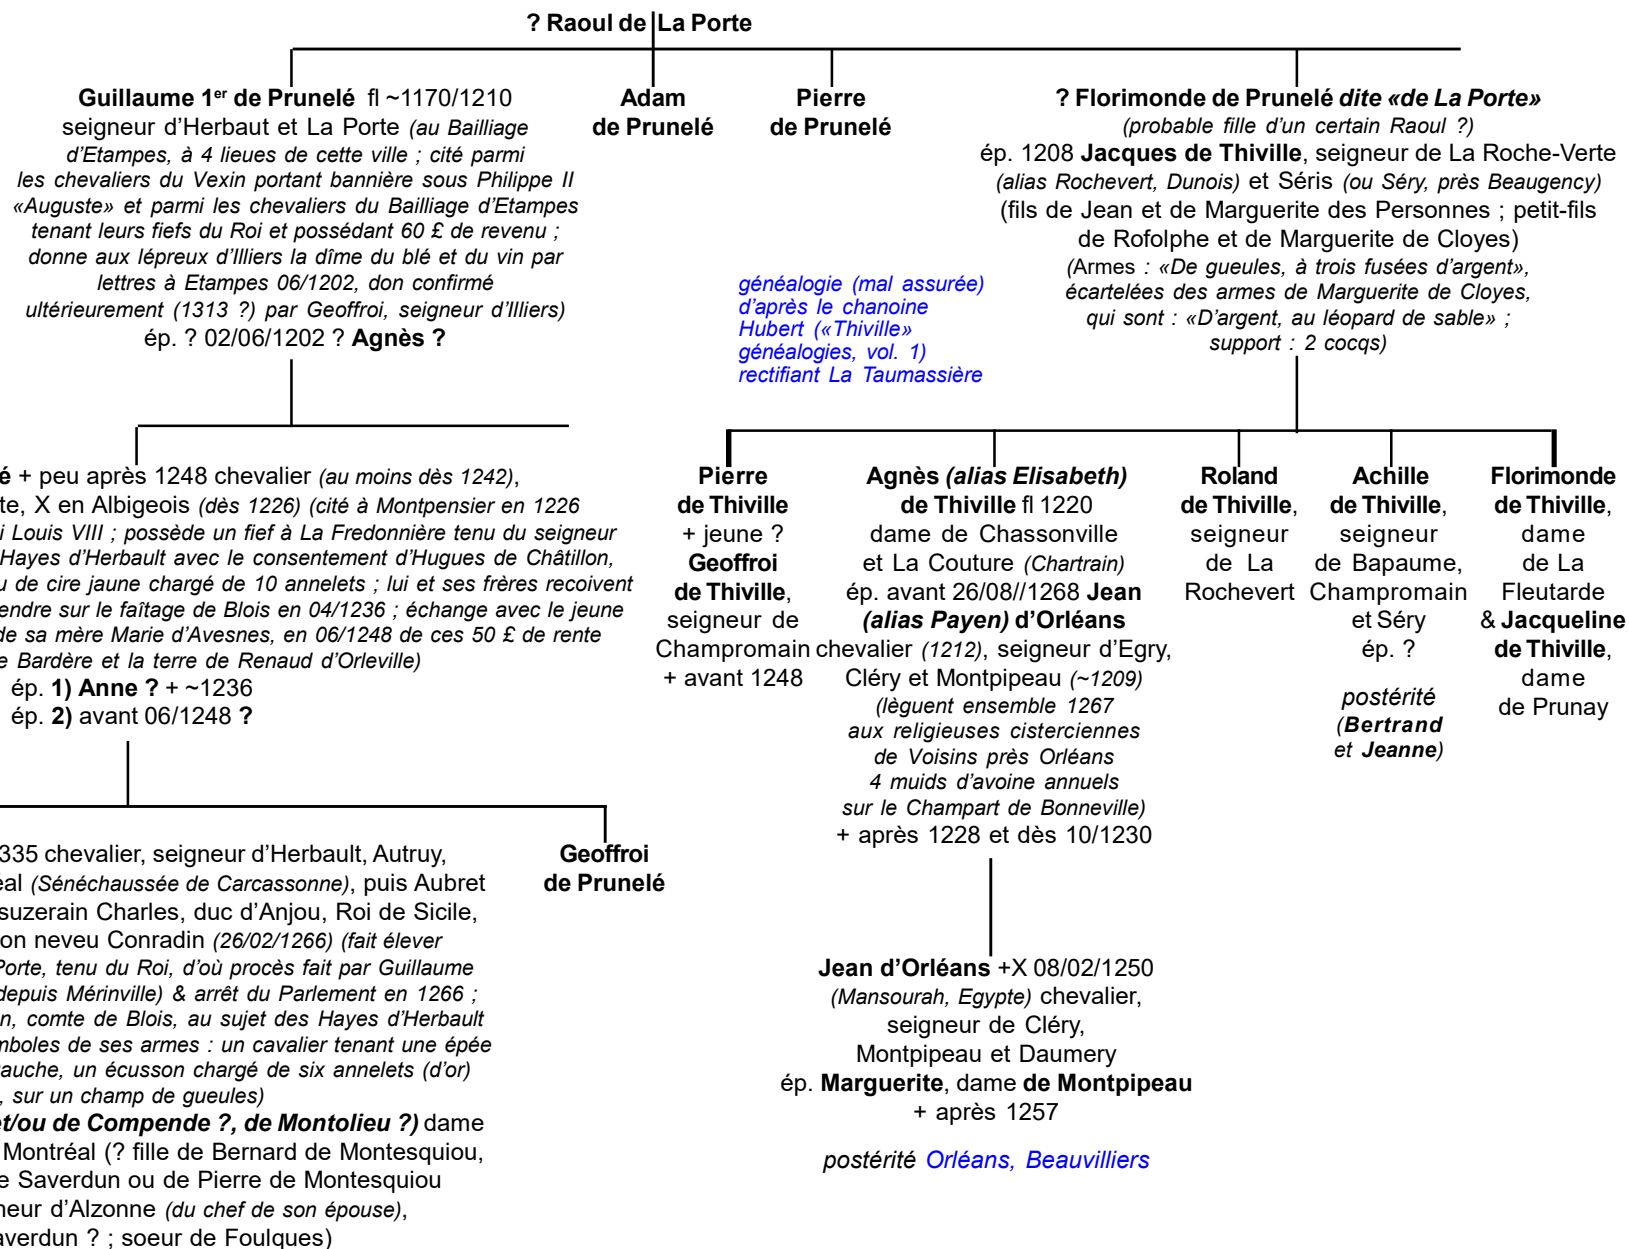 ? Raoul de La Porte
Guillaume 1er de Prunelé fl ~1170/1210
seigneur d'Herbaut et La Porte (au Bailliage
d'Etampes, à 4 lieues de cette ville ; cité parmi
les chevaliers du Vexin portant bannière sous Philippe II
«Auguste» et parmi les chevaliers du Bailliage d'Etampes
tenant leurs fiefs du Roi et possédant 60 £ de revenu ;
donne aux lépreux d'Illiers la dîme du blé et du vin par
lettres à Etampes 06/1202, don confirmé
ultérieurement (1313 ?) par Geoffroi, seigneur d'Illiers)
ép. ? 02/06/1202 ? Agnès ?
Adam
de Prunelé
Pierre
de Prunelé
? Florimonde de Prunelé dite «de La Porte»
(probable fille d'un certain Raoul ?)
ép. 1208 Jacques de Thiville, seigneur de La Roche-Verte
(alias Rochevert, Dunois) et Séris (ou Séry, près Beaugency)
(fils de Jean et de Marguerite des Personnes ; petit-fils
de Rofolphe et de Marguerite de Cloyes)
(Armes : «De gueules, à trois fusées d'argent»,
écartelées des armes de Marguerite de Cloyes,
qui sont : «D'argent, au léopard de sable» ;
support : 2 cocqs)
généalogie (mal assurée)
d'après le chanoine
Hubert («Thiville»
généalogies, vol. 1)
rectifiant La Taumassière
é + peu après 1248 chevalier (au moins dès 1242),
te, X en Albigeois (dès 1226) (cité à Montpensier en 1226
i Louis VIII ; possède un fief à La Fredonnière tenu du seigneur
Hayes d'Herbault avec le consentement d'Hugues de Châtillon,
u de cire jaune chargé de 10 annelets ; lui et ses frères recoivent
endre sur le faîtage de Blois en 04/1236 ; échange avec le jeune
de sa mère Marie d'Avesnes, en 06/1248 de ces 50 £ de rente
e Bardère et la terre de Renaud d'Orleville)
ép. 1) Anne ? + ~1236
ép. 2) avant 06/1248 ?
Pierre
de Thiville
+ jeune ?
Geoffroi
de Thiville,
seigneur de
Champromain
+ avant 1248
Agnès (alias Elisabeth)
de Thiville fl 1220
dame de Chassonville
et La Couture (Chartrain)
ép. avant 26/08//1268 Jean
(alias Payen) d'Orléans
chevalier (1212), seigneur d'Egry,
Cléry et Montpipeau (~1209)
(lèguent ensemble 1267
aux religieuses cisterciennes
de Voisins près Orléans
4 muids d'avoine annuels
sur le Champart de Bonneville)
+ après 1228 et dès 10/1230
Roland
de Thiville,
seigneur
de La
Rochevert
Achille
de Thiville,
seigneur
de Bapaume,
Champromain
et Séry
ép. ?
postérité
(Bertrand
et Jeanne)
Florimonde
de Thiville,
dame
de La
Fleutarde
& Jacqueline
de Thiville,
dame
de Prunay
335 chevalier, seigneur d'Herbault, Autruy,
éal (Sénéchaussée de Carcassonne), puis Aubret
suzerain Charles, duc d'Anjou, Roi de Sicile,
on neveu Conradin (26/02/1266) (fait élever
Porte, tenu du Roi, d'où procès fait par Guillaume
depuis Mérinville) & arrêt du Parlement en 1266 ;
n, comte de Blois, au sujet des Hayes d'Herbault
mboles de ses armes : un cavalier tenant une épée
auche, un écusson chargé de six annelets (d'or)
, sur un champ de gueules)
et/ou de Compende ?, de Montolieu ?) dame
Montréal (? fille de Bernard de Montesquiou,
e Saverdun ou de Pierre de Montesquiou
neur d'Alzonne (du chef de son épouse),
averdun ? ; soeur de Foulques)
Geoffroi
de Prunelé
Jean d'Orléans +X 08/02/1250
(Mansourah, Egypte) chevalier,
seigneur de Cléry,
Montpipeau et Daumery
ép. Marguerite, dame de Montpipeau
+ après 1257
postérité Orléans, Beauvilliers